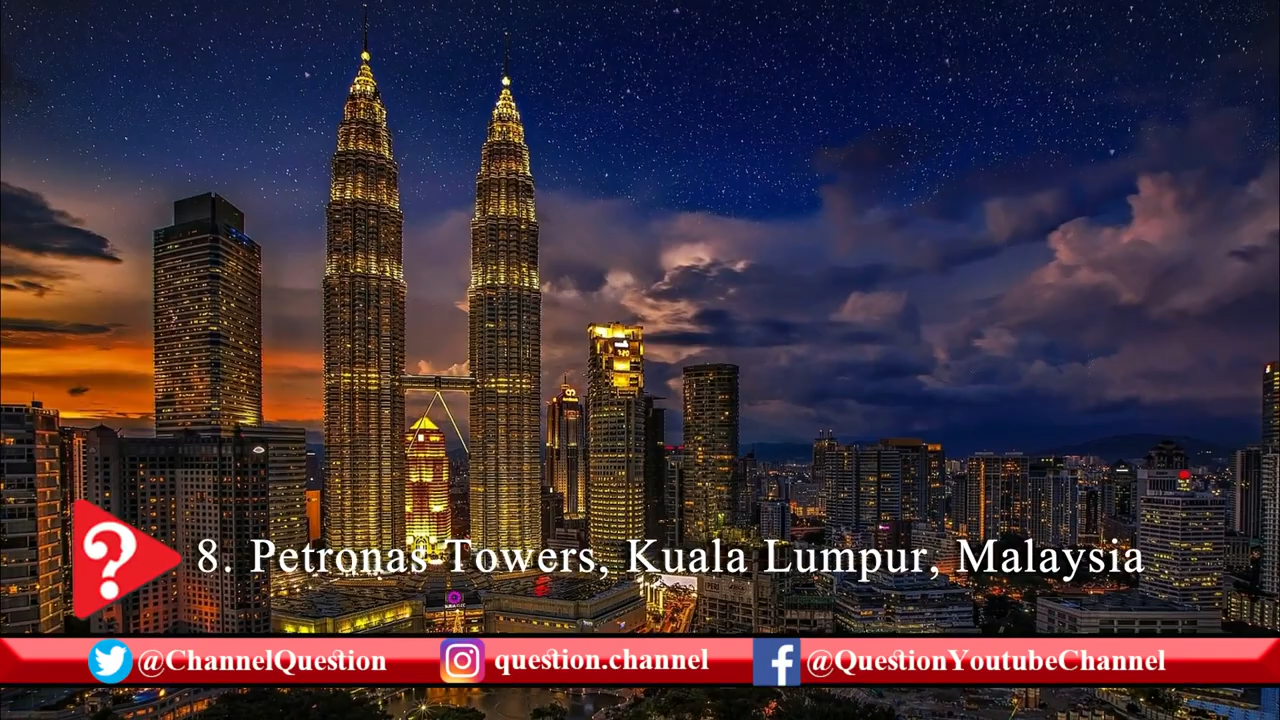 8. Petronas Towers, Kuala Lumpur, Malaysia
@ChannelQuestion question.channel @QuestionYoutubeChannel